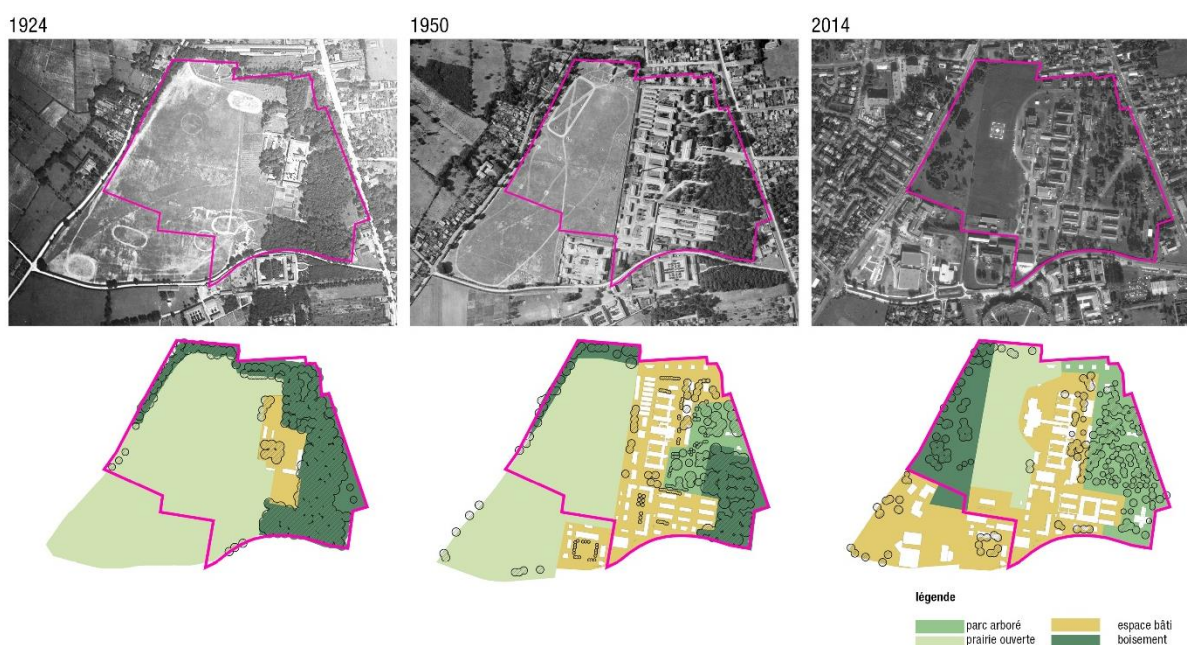 1924
1950
2014
légende
parc arboré
prairie ouverte
espace bâti
boisement